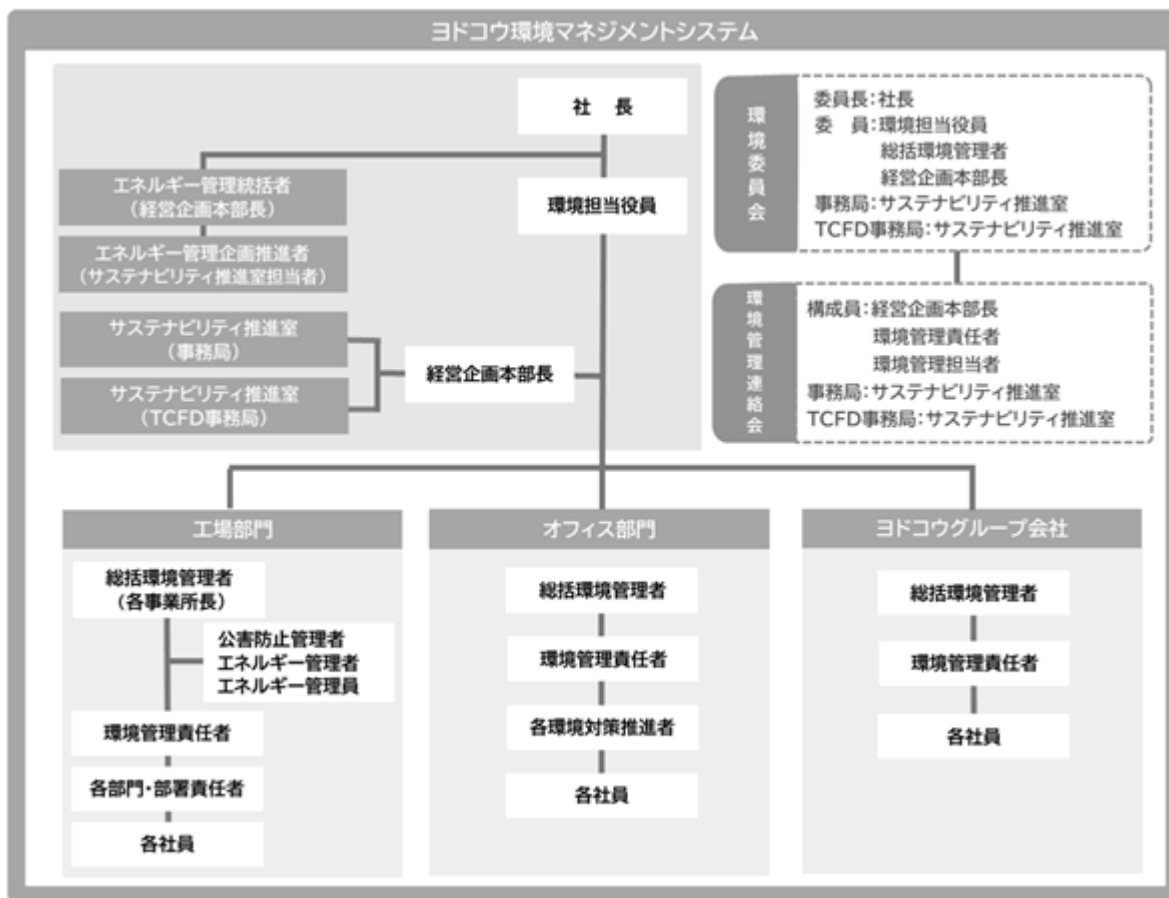 ヨドコウ環境マネジメントシステム
社　長
エネルギー管理統括者
（経営企画本部長）
環境担当役員
エネルギー管理企画推進者
（サステナビリティ推進室担当者）
サステナビリティ推進室
（事務局）
経営企画本部長
サステナビリティ推進室
（TCFD事務局）
環境委員会
委員長：社長
委　員：環境担当役員
総括環境管理者
経営企画本部長
事務局：サステナビリティ推進室
TCFD事務局：サステナビリティ推進室
環境管理連絡会
構成員：経営企画本部長
環境管理責任者
環境管理担当者
事務局：サステナビリティ推進室
TCFD事務局：サステナビリティ推進室
工場部門
総括環境管理者
（各事業所長）
公害防止管理者
エネルギー管理者
エネルギー管理員
環境管理責任者
各部門・部署責任者
各社員
オフィス部門
総括環境管理者
環境管理責任者
各環境対策推進者
各社員
ヨドコウグループ会社
総括環境管理者
環境管理責任者
各社員